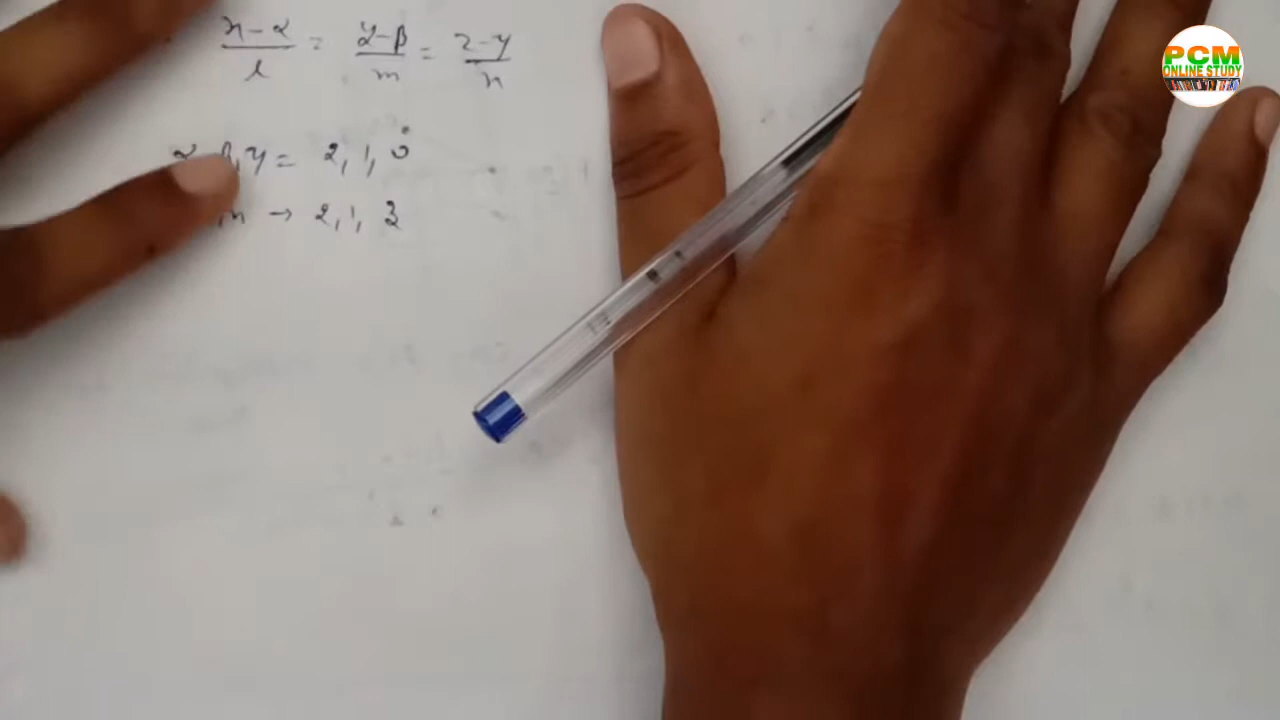 PCM
ONLINE STUDY
x-α/l = y-β/m = z-γ/n
α, β, γ = 2, 1, 0
m → 2, 1, 3